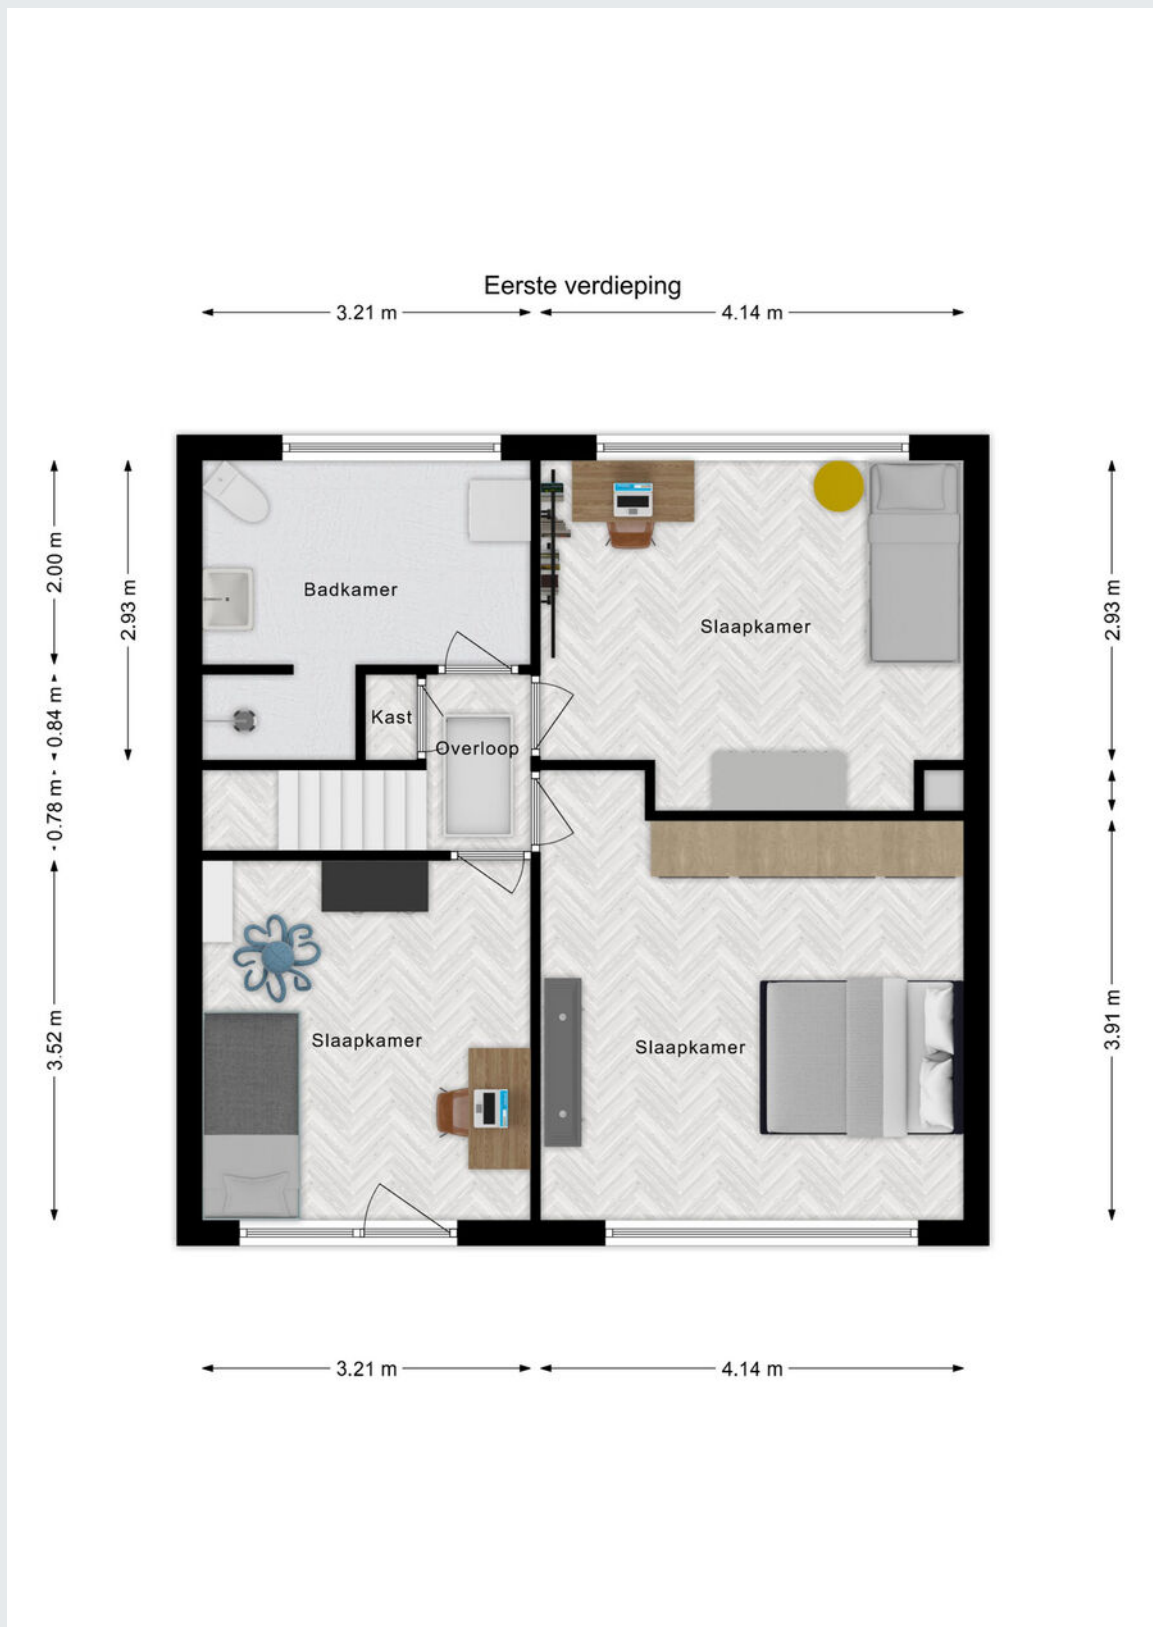 Eerste verdieping
3.21 m
4.14 m
2.00 m
2.93 m
2.93 m
Badkamer
Slaapkamer
0.84 m
Kast
Overloop
0.78 m
3.52 m
Slaapkamer
Slaapkamer
3.91 m
3.21 m
4.14 m